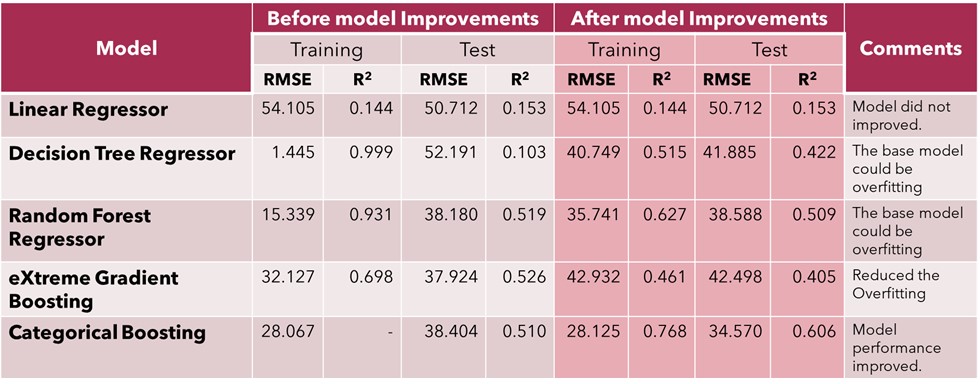 Model Before model Improvements After model Improvements Comments
Training Test Training Test
RMSE R² RMSE R² RMSE R² RMSE R²
Linear Regressor 54.105 0.144 50.712 0.153 54.105 0.144 50.712 0.153 Model did not
improved.
Decision Tree Regressor 1.445 0.999 52.191 0.103 40.749 0.515 41.885 0.422 The base model
could be
overfitting
Random Forest 15.339 0.931 38.180 0.519 35.741 0.627 38.588 0.509 The base model
Regressor could be
overfitting
eXtreme Gradient 32.127 0.698 37.924 0.526 42.932 0.461 42.498 0.405 Reduced the
Boosting Overfitting
Categorical Boosting 28.067 - 38.404 0.510 28.125 0.768 34.570 0.606 Model
performance
improved.